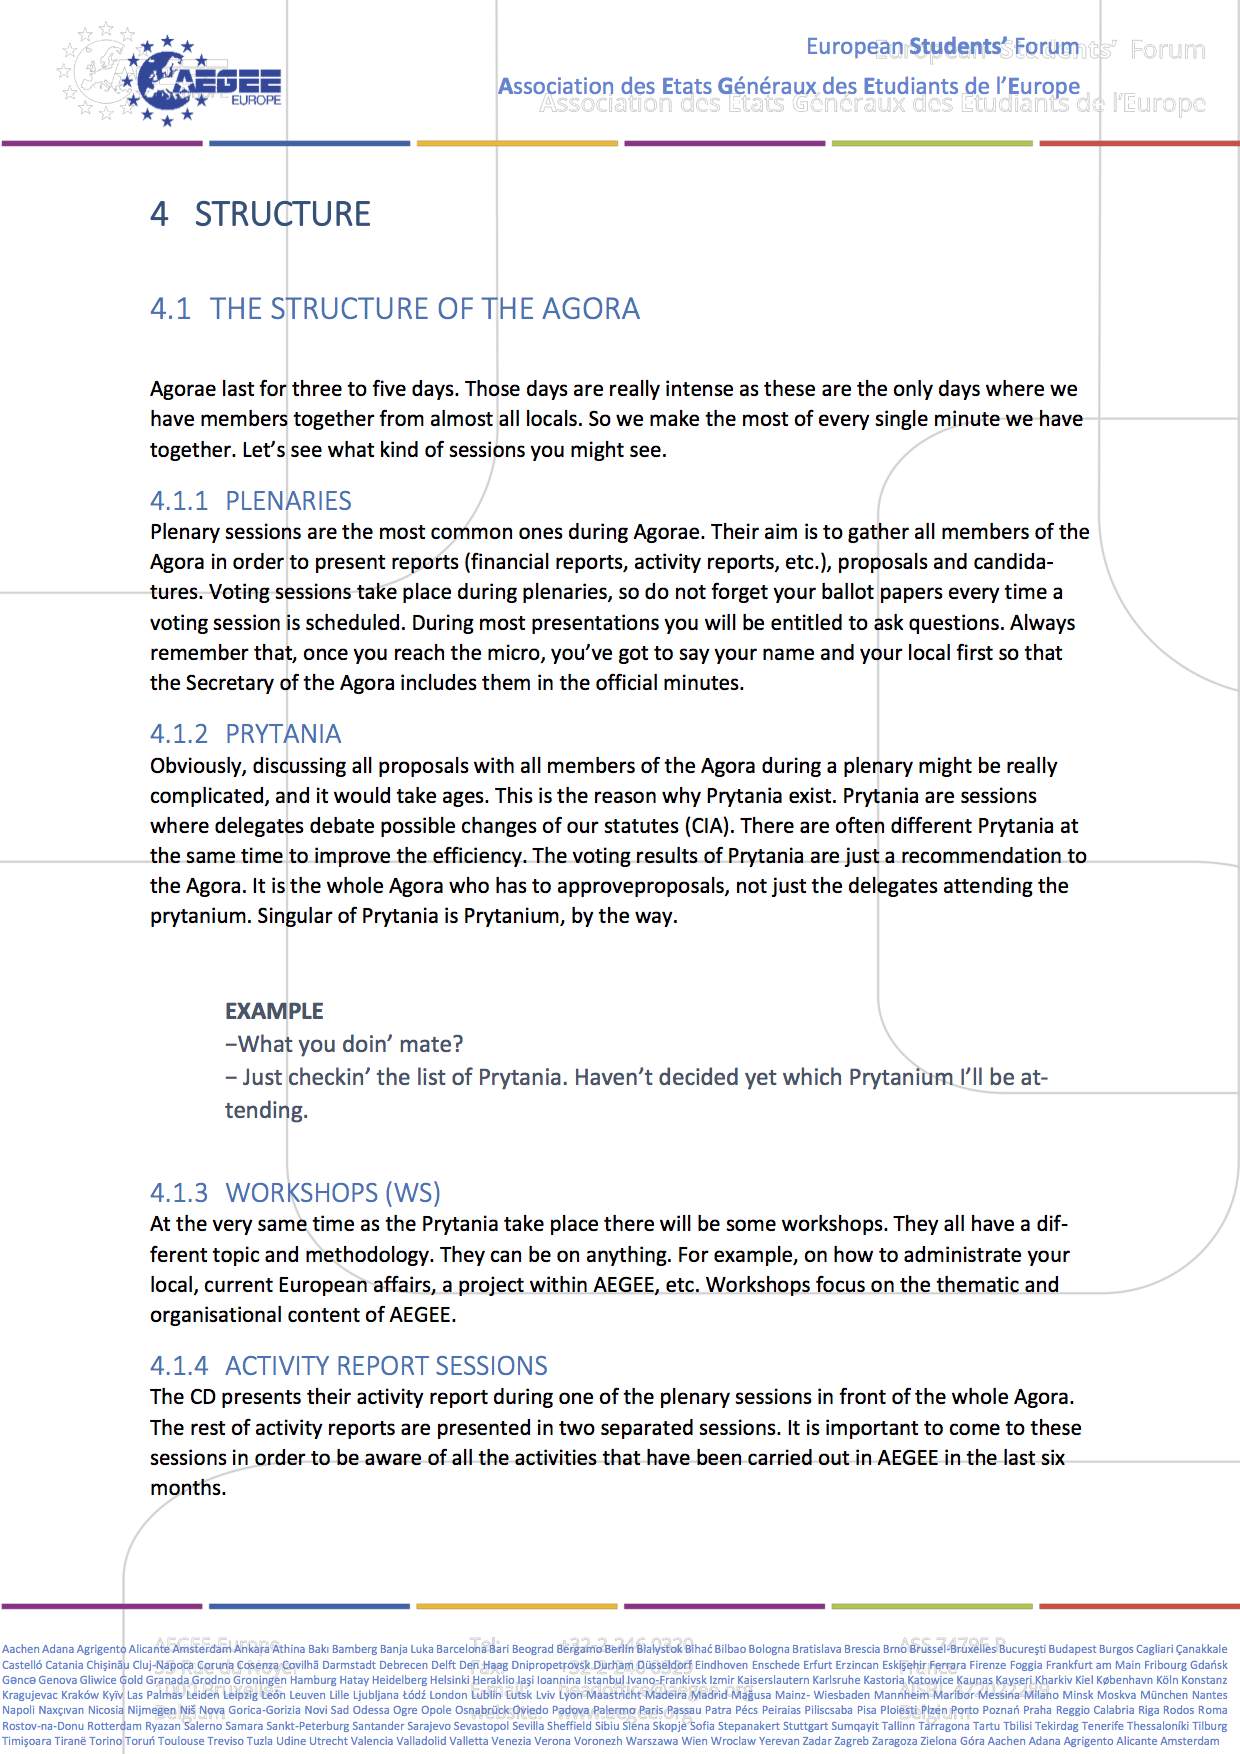 AEGEE
EUROPE
European Students’ Forum
Association des Etats Généraux des Etudiants de l’Europe
European Students’ Forum
Association des Etats Généraux des Etudiants de l’Europe
4 STRUCTURE
4.1 THE STRUCTURE OF THE AGORA
Agorae last for three to five days. Those days are really intense as these are the only days where we
have members together from almost all locals. So we make the most of every single minute we have
together. Let’s see what kind of sessions you might see.
4.1.1 PLENARIES
Plenary sessions are the most common ones during Agorae. Their aim is to gather all members of the
Agora in order to present reports (financial reports, activity reports, etc.), proposals and candida-
tures. Voting sessions take place during plenaries, so do not forget your ballot papers every time a
voting session is scheduled. During most presentations you will be entitled to ask questions. Always
remember that, once you reach the micro, you’ve got to say your name and your local first so that
the Secretary of the Agora includes them in the official minutes.
4.1.2 PRYTANIA
Obviously, discussing all proposals with all members of the Agora during a plenary might be really
complicated, and it would take ages. This is the reason why Prytania exist. Prytania are sessions
where delegates debate possible changes of our statutes (CIA). There are often different Prytania at
the same time to improve the efficiency. The voting results of Prytania are just a recommendation to
the Agora. It is the whole Agora who has to approveproposals, not just the delegates attending the
prytanium. Singular of Prytania is Prytanium, by the way.
EXAMPLE
−What you doin’ mate?
− Just checkin’ the list of Prytania. Haven’t decided yet which Prytanium I’ll be at-
tending.
4.1.3 WORKSHOPS (WS)
At the very same time as the Prytania take place there will be some workshops. They all have a dif-
ferent topic and methodology. They can be on anything. For example, on how to administrate your
local, current European affairs, a project within AEGEE, etc. Workshops focus on the thematic and
organisational content of AEGEE.
4.1.4 ACTIVITY REPORT SESSIONS
The CD presents their activity report during one of the plenary sessions in front of the whole Agora.
The rest of activity reports are presented in two separated sessions. It is important to come to these
sessions in order to be aware of all the activities that have been carried out in AEGEE in the last six
months.
Aachen Adana Agrigento Alicante Amsterdam Ankara Athina Bakı Bamberg Banja Luka Barcelona Bari Beograd Bergamo Berlin Białystok Bihać Bilbao Bologna Bratislava Brescia Brno Brussel-Bruxelles Bucureşti Budapest Burgos Cagliari Çanakkale
Castelló Catania Chişinău Cluj-Napoca Coruña Cosenza Covilhã Darmstadt Debrecen Delft Den Haag Dnipropetrovsk Durham Düsseldorf Eindhoven Enschede Erfurt Erzincan Eskişehir Ferrara Firenze Foggia Frankfurt am Main Fribourg Gdańsk
Gəncə Genova Gliwice Gold Granada Grodno Groningen Hamburg Hatay Heidelberg Helsinki Heraklio Iaşi Ioannina Istanbul Ivano-Frankivsk Izmir Kaiserslautern Karlsruhe Kastoria Katowice Kaunas Kayseri Kharkiv Kiel København Köln Konstanz
Kragujevac Kraków Kyïv Las Palmas Leiden Leipzig León Leuven Lille Ljubljana Łódź London Lublin Lutsk Lviv Lyon Maastricht Madeira Madrid Mağusa Mainz- Wiesbaden Mannheim Maribor Messina Milano Minsk Moskva München Nantes
Napoli Naxçıvan Nicosia Nijmegen Niš Nova Gorica-Gorizia Novi Sad Odessa Ogre Opole Osnabrück Oviedo Padova Palermo Paris Passau Patra Pécs Peiraias Piliscsaba Pisa Ploiesti Plzen Porto Poznań Praha Reggio Calabria Riga Rodos Roma
Rostov-na-Donu Rotterdam Ryazan Salerno Samara Sankt-Peterburg Santander Sarajevo Sevastopol Sevilla Sheffield Sibiu Siena Skopje Sofia Stepanakert Stuttgart Sumqayit Tallinn Tarragona Tartu Tbilisi Tekirdag Tenerife Thessaloníki Tilburg
Timişoara Tiranë Torino Toruń Toulouse Treviso Tuzla Udine Utrecht Valencia Valladolid Valletta Venezia Verona Voronezh Warszawa Wien Wroclaw Yerevan Zadar Zagreb Zaragoza Zielona Góra Aachen Adana Agrigento Alicante Amsterdam